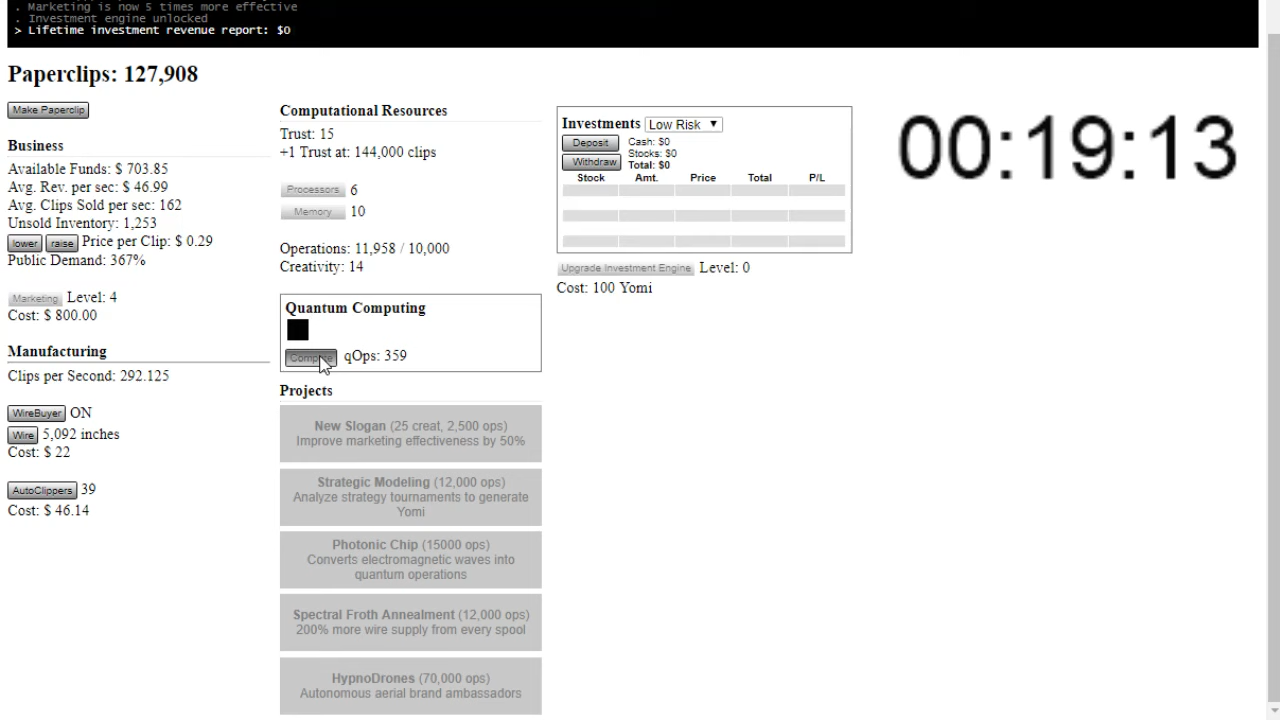 . Marketing is now 5 times more effective
. Investment engine unlocked
> Lifetime investment revenue report: $0
Paperclips: 127,908
Make Paperclip
Business
Available Funds: $ 703.85
Avg. Rev. per sec: $ 46.99
Avg. Clips Sold per sec: 162
Unsold Inventory: 1,253
lower raise Price per Clip: $ 0.29
Public Demand: 367%
Marketing Level: 4
Cost: $ 800.00
Manufacturing
Clips per Second: 292.125
WireBuyer ON
Wire 5,092 inches
Cost: $ 22
AutoClippers 39
Cost: $ 46.14
Computational Resources
Trust: 15
+1 Trust at: 144,000 clips
Processors 6
Memory 10
Operations: 11,958 / 10,000
Creativity: 14
Quantum Computing
Compute qOps: 359
Projects
New Slogan (25 creat, 2,500 ops)
Improve marketing effectiveness by 50%
Strategic Modeling (12,000 ops)
Analyze strategy tournaments to generate
Yomi
Photonic Chip (15000 ops)
Converts electromagnetic waves into
quantum operations
Spectral Froth Annealment (12,000 ops)
200% more wire supply from every spool
HypnoDrones (70,000 ops)
Autonomous aerial brand ambassadors
Investments Low Risk
Deposit Cash: $0
Stocks: $0
Withdraw Total: $0
Stock Amt. Price Total P/L
Upgrade Investment Engine Level: 0
Cost: 100 Yomi
00:19:13